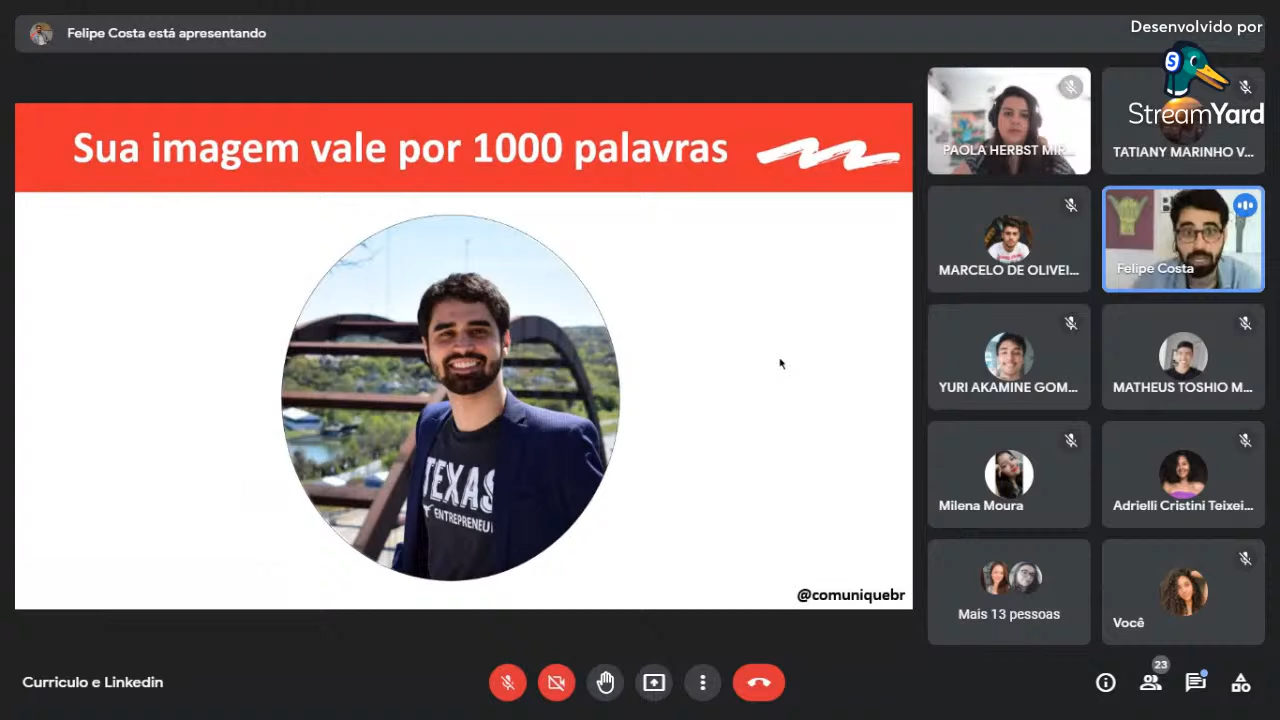 Felipe Costa está apresentando
Desenvolvido por
StreamYard
Sua imagem vale por 1000 palavras
TEXAS
ENTREPRENEU
@comuniquebr
PAOLA HERBST MIR...
TATIANY MARINHO V...
MARCELO DE OLIVEI...
Felipe Costa
YURI AKAMINE GOM...
MATHEUS TOSHIO M...
Milena Moura
Adrielli Cristini Teixei...
Mais 13 pessoas
Você
Curriculo e Linkedin
23